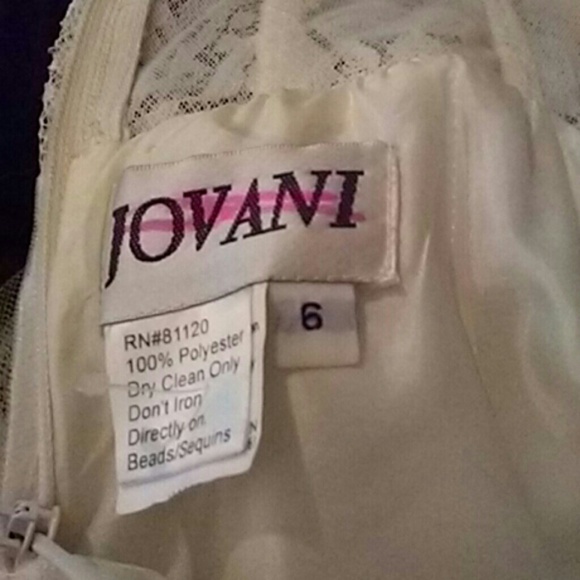 JOVANI
6
RN#81120
100% Polyester
Dry Clean Only
Don't Iron
Directly on
Beads/Sequins